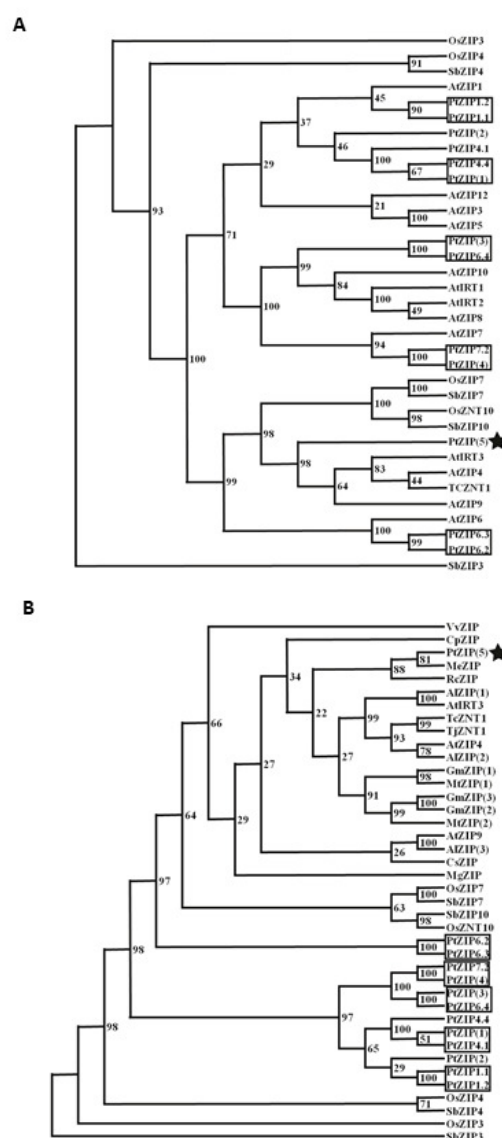 A
OsZIP3
OsZIP4
91
SbZIP4
AtZIP1
45
PtZIP1.2
90
PtZIP1.1
37
PtZIP(2)
46
PtZIP4.1
100
PtZIP4.4
67
PtZIP(1)
29
AtZIP12
21
AtZIP3
100
AtZIP5
93
71
PtZIP(3)
100
PtZIP6.4
99
AtZIP10
84
AtIRT1
100
AtIRT2
49
AtZIP8
100
AtZIP7
94
PtZIP7.2
100
PtZIP(4)
100
OsZIP7
100
SbZIP7
100
OsZNT10
98
SbZIP10
98
PtZIP(5)
98
AtIRT3
83
AtZIP4
44
TCZNT1
64
AtZIP9
99
AtZIP6
100
PtZIP6.3
99
PtZIP6.2
SbZIP3
B
VvZIP
CpZIP
34
PtZIP(5)
81
MeZIP
88
RcZIP
22
AlZIP(1)
100
AtIRT3
99
TcZNT1
99
TjZNT1
93
AtZIP4
78
AlZIP(2)
27
66
27
GmZIP(1)
98
MtZIP(1)
91
GmZIP(3)
100
GmZIP(2)
99
MtZIP(2)
29
64
AtZIP9
100
AlZIP(3)
26
CsZIP
MgZIP
97
OsZIP7
SbZIP7
63
SbZIP10
98
OsZNT10
98
PtZIP6.2
100
PtZIP6.3
PtZIP7.2
100
PtZIP(4)
100
PtZIP(3)
100
PtZIP6.4
97
PtZIP4.4
100
PtZIP(1)
51
PtZIP4.1
65
PtZIP(2)
29
PtZIP1.1
100
PtZIP1.2
98
OsZIP4
71
SbZIP4
OsZIP3
SbZIP3